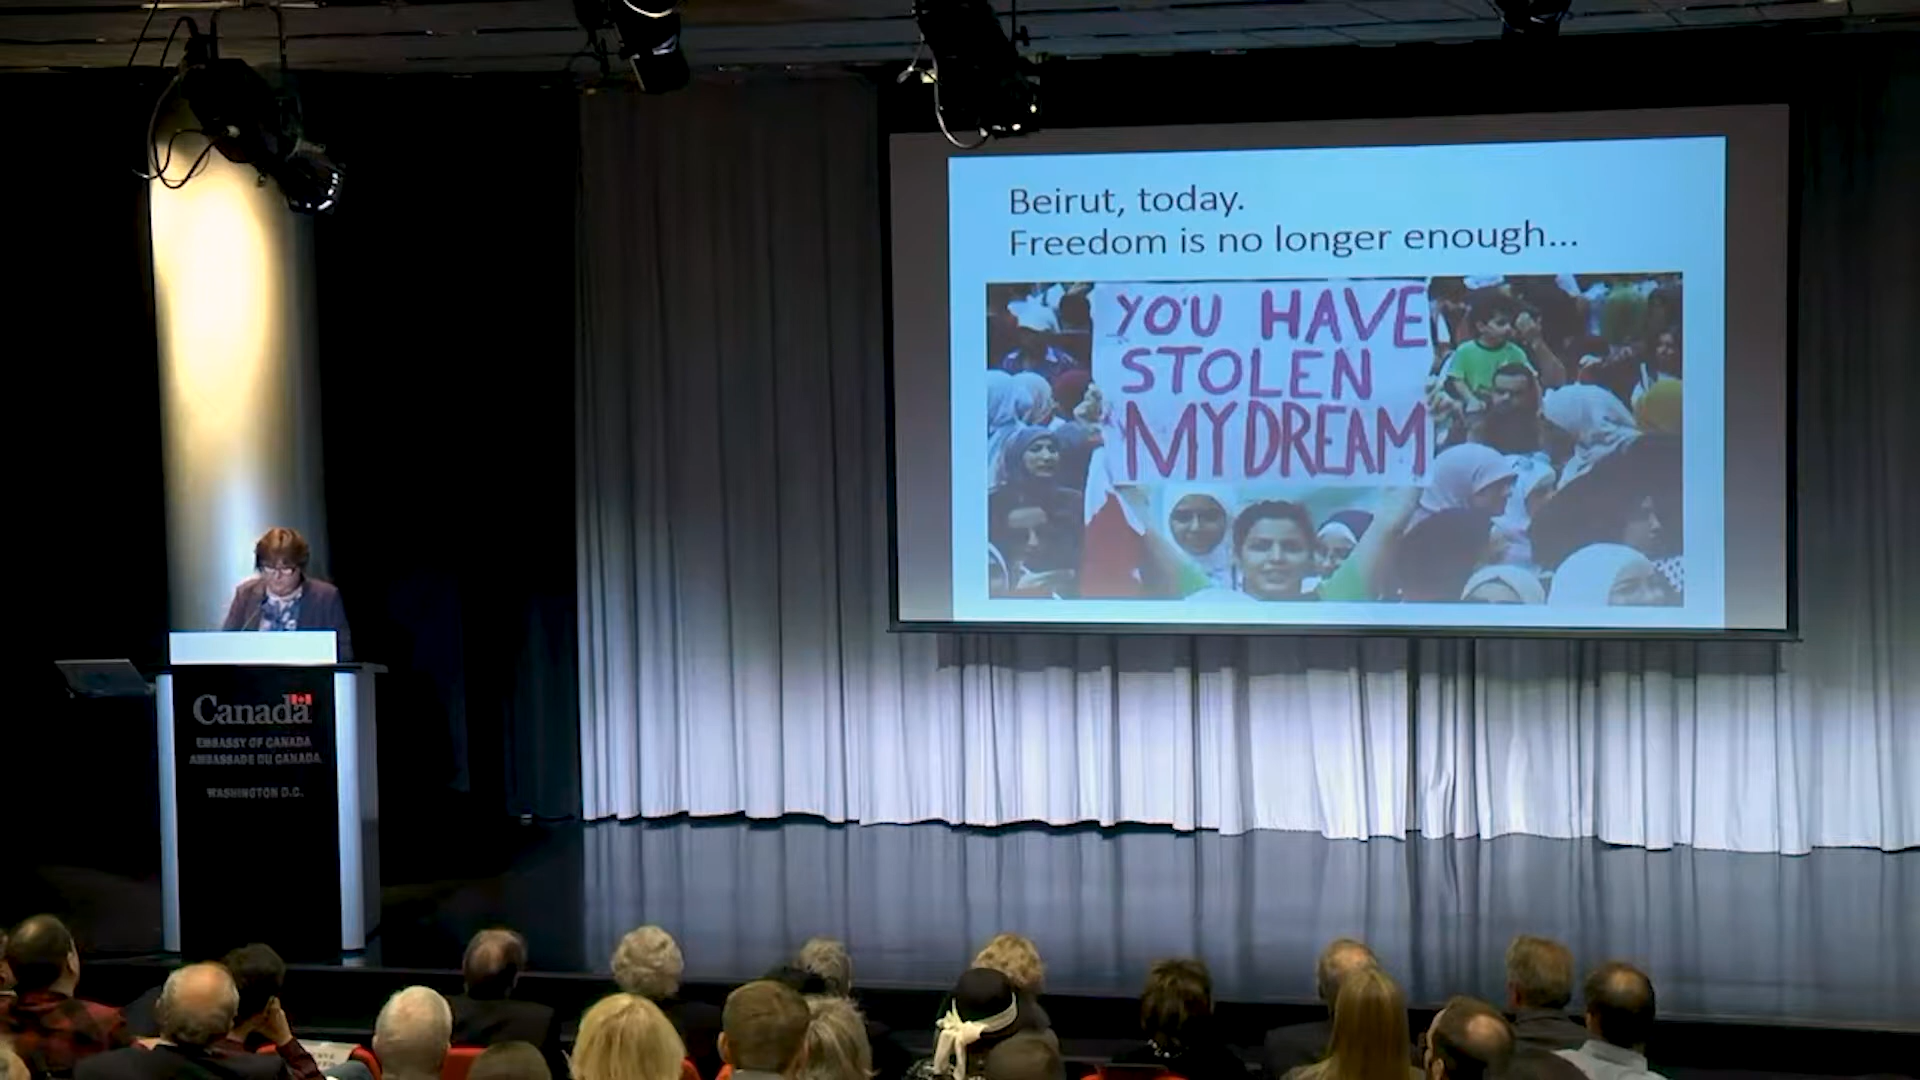 Beirut, today.
Freedom is no longer enough...
YOU HAVE
STOLEN
MY DREAM
Canada
EMBASSY OF CANADA
AMBASSADE DU CANADA
WASHINGTON D.C.